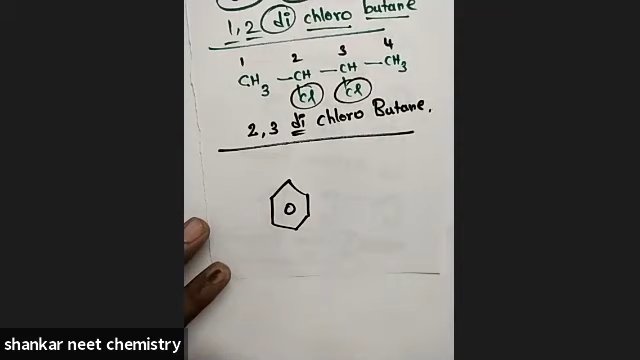 1, 2 di chloro butane
1 2 3 4
CH3 – CH – CH – CH3
Cl Cl
2, 3 di chloro Butane.
shankar neet chemistry